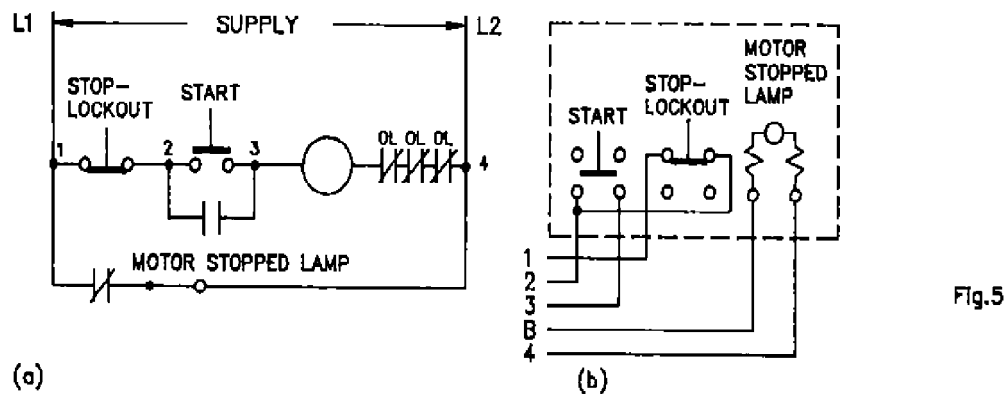 L1 SUPPLY L2
STOP-
LOCKOUT
START
1 2 3
OL OL OL
4
MOTOR STOPPED LAMP
(a)
MOTOR
STOPPED
LAMP
STOP-
LOCKOUT
START
1
2
3
B
4
(b)
Fig.5